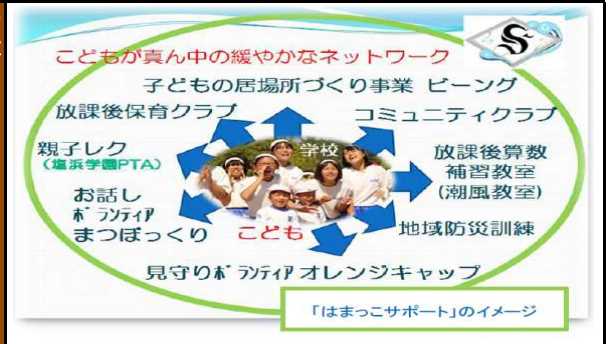 S
こどもが真ん中の緩やかなネットワーク
子どもの居場所づくり事業 ビーング
放課後保育クラブ
コミュニティクラブ
学校
親子レク
(塩浜学園PTA)
放課後算数
補習教室
(潮風教室)
お話し
ボランティア
まつぼっくり
こども
地域防災訓練
見守りボランティア オレンジキャップ
「はまっこサポート」のイメージ